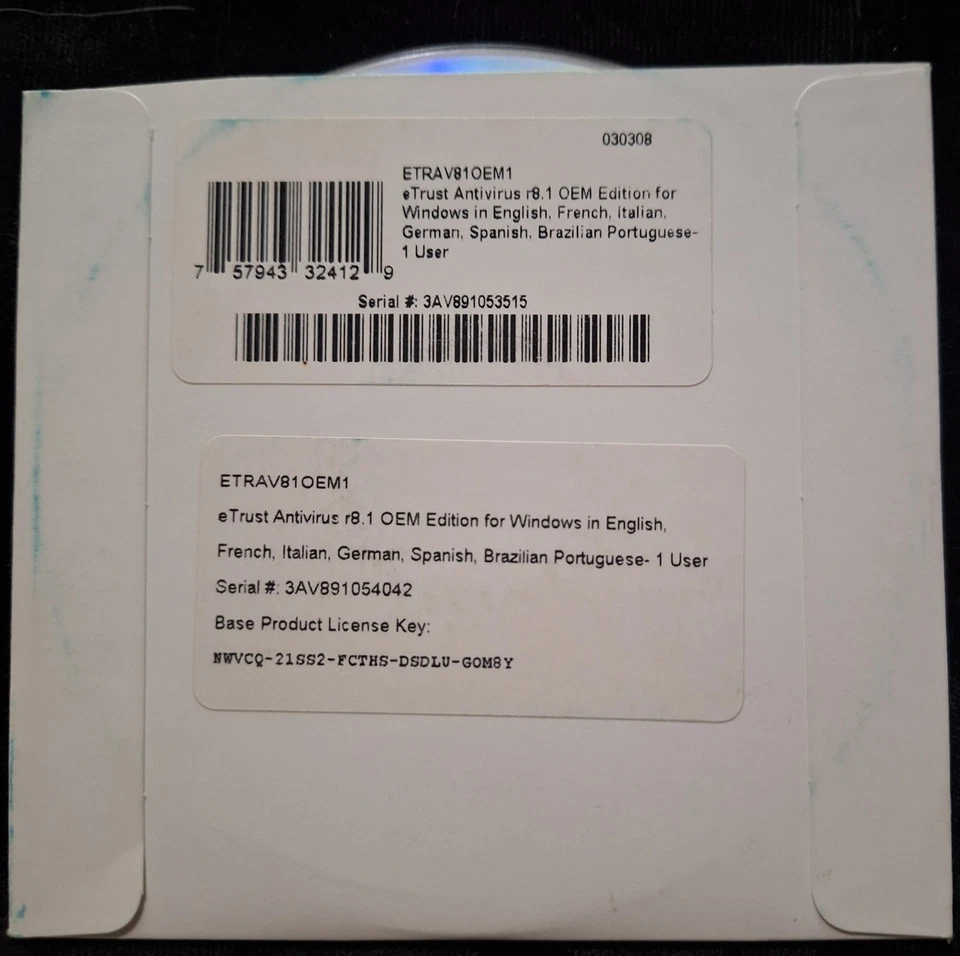 030308
ETRAV81OEM1
eTrust Antivirus r8.1 OEM Edition for
Windows in English, French, Italian,
German, Spanish, Brazilian Portuguese-
1 User
7 57943 32412 9
Serial #: 3AV891053515
ETRAV81OEM1
eTrust Antivirus r8.1 OEM Edition for Windows in English,
French, Italian, German, Spanish, Brazilian Portuguese- 1 User
Serial #: 3AV891054042
Base Product License Key:
NWVCQ-21SS2-FCTHS-DSDLU-GOM8Y